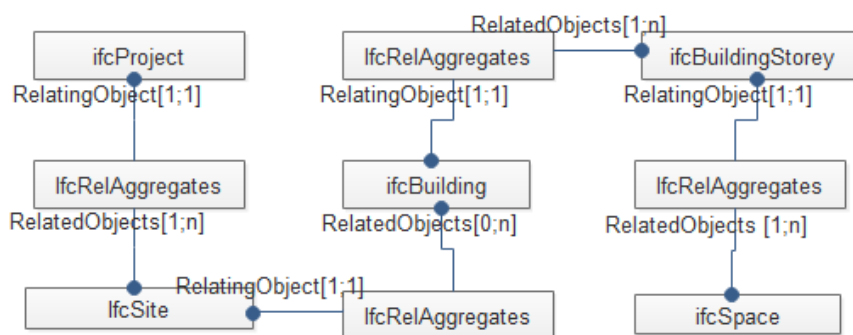 RelatedObjects[1;n]
ifcProject
IfcRelAggregates
ifcBuildingStorey
RelatingObject[1;1]
RelatingObject[1;1]
RelatingObject[1;1]
IfcRelAggregates
ifcBuilding
IfcRelAggregates
RelatedObjects[1;n]
RelatedObjects[0;n]
RelatedObjects [1;n]
RelatingObject[1;1]
IfcSite
IfcRelAggregates
ifcSpace